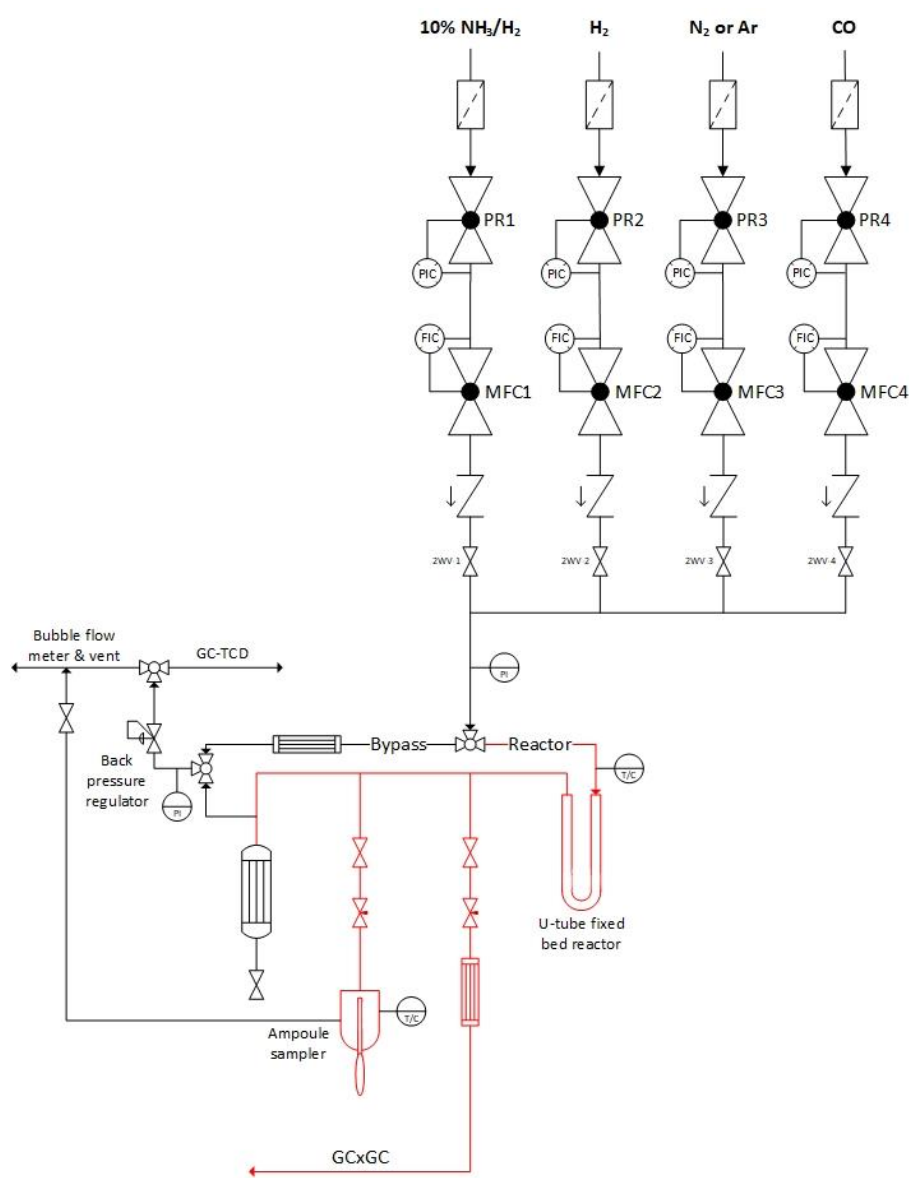 10% NH₃/H₂
H₂
N₂ or Ar
CO
PR1
PR2
PR3
PR4
PIC
PIC
PIC
PIC
FIC
FIC
FIC
FIC
MFC1
MFC2
MFC3
MFC4
2WV 1
2WV 2
2WV 3
2WV 4
Bubble flow
meter & vent
GC-TCD
PI
Bypass
Reactor
Back
pressure
regulator
PI
T/C
U-tube fixed
bed reactor
T/C
Ampoule
sampler
GCxGC